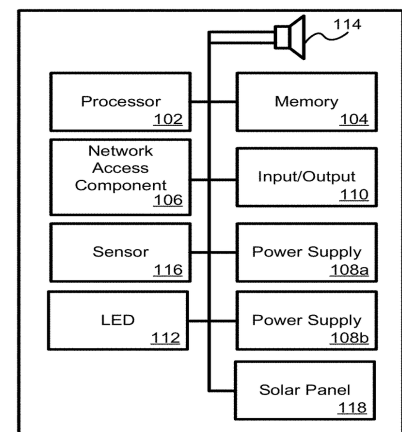 114
Processor
102
Memory
104
Network
Access
Component
106
Input/Output
110
Sensor
116
Power Supply
108a
LED
112
Power Supply
108b
Solar Panel
118